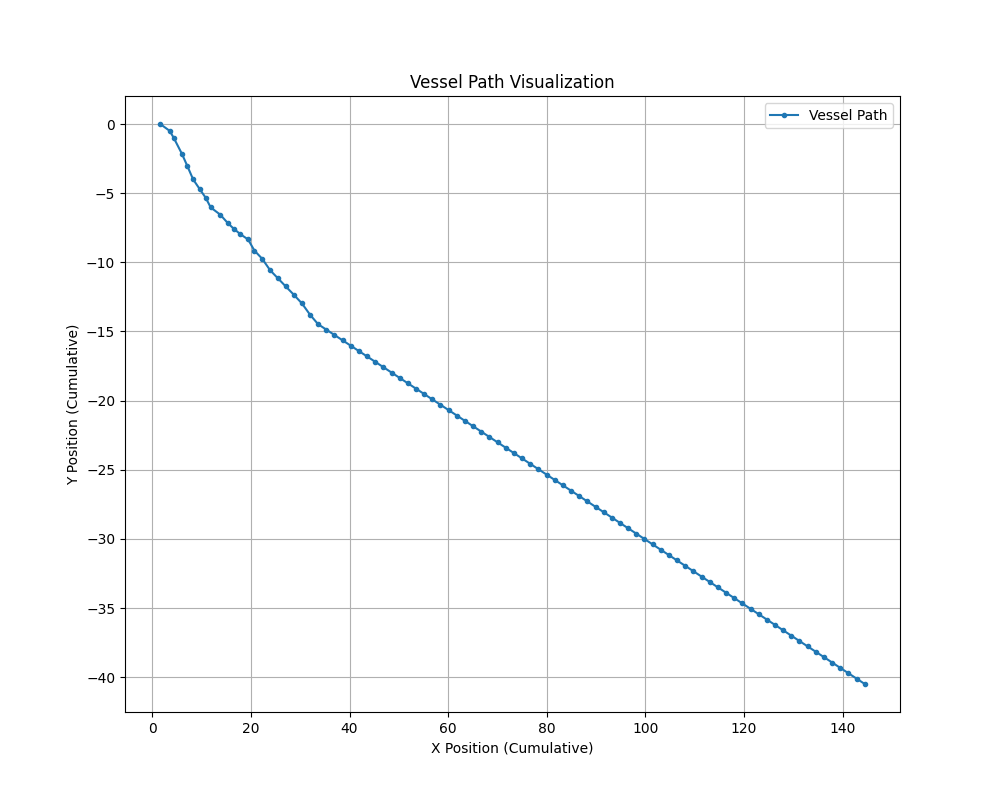 Vessel Path Visualization
Vessel Path
0
−5
−10
−15
−20
−25
−30
−35
−40
Y Position (Cumulative)
0 20 40 60 80 100 120 140
X Position (Cumulative)